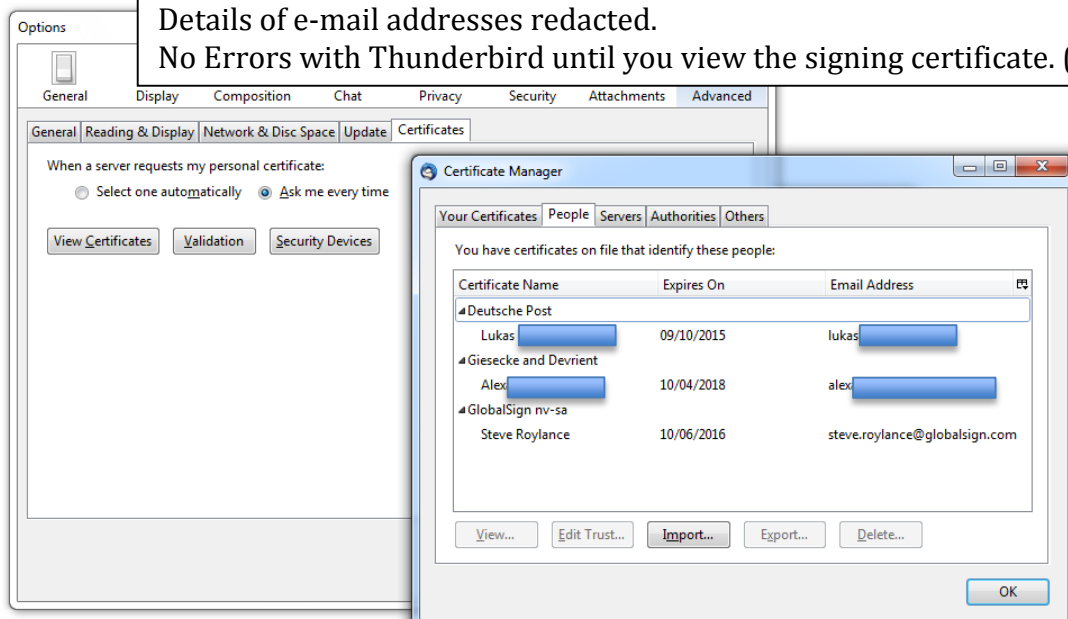 Details of e-mail addresses redacted.
No Errors with Thunderbird until you view the signing certificate. (
Options
General Display Composition Chat Privacy Security Attachments Advanced
General Reading & Display Network & Disc Space Update Certificates
When a server requests my personal certificate:
Select one automatically Ask me every time
View Certificates Validation Security Devices
Certificate Manager
Your Certificates People Servers Authorities Others
You have certificates on file that identify these people:
Certificate Name Expires On Email Address
Deutsche Post
Lukas 09/10/2015 lukas
Giesecke and Devrient
Alex 10/04/2018 alex
GlobalSign nv-sa
Steve Roylance 10/06/2016 steve.roylance@globalsign.com
View... Edit Trust... Import... Export... Delete...
OK